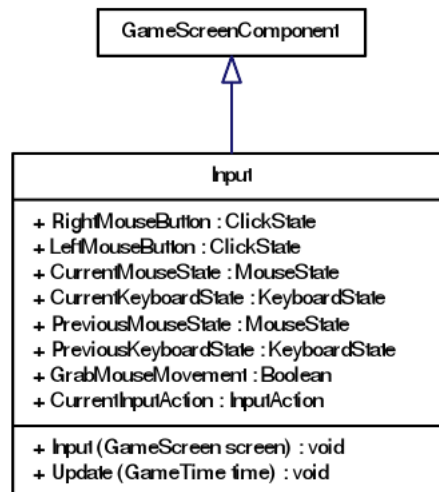 GameScreenComponent
Input
+ RightMouseButton : ClickState
+ LeftMouseButton : ClickState
+ CurrentMouseState : MouseState
+ CurrentKeyboardState : KeyboardState
+ PreviousMouseState : MouseState
+ PreviousKeyboardState : KeyboardState
+ GrabMouseMovement : Boolean
+ CurrentInputAction : InputAction
+ Input (GameScreen screen) : void
+ Update (GameTime time) : void